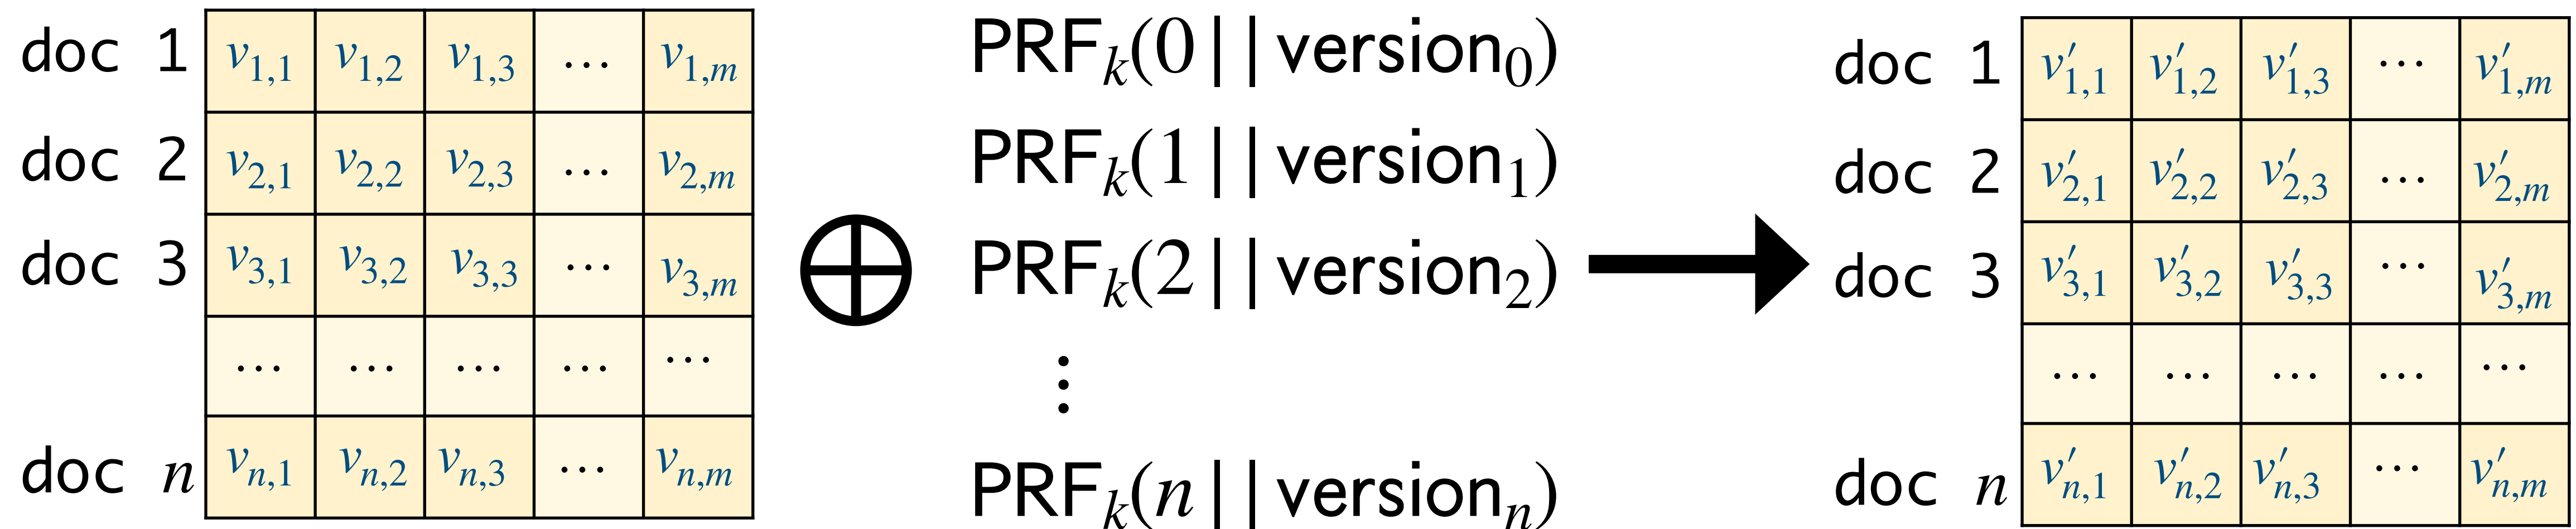 doc 1 v1,1 v1,2 v1,3 ... v1,m
doc 2 v2,1 v2,2 v2,3 ... v2,m
doc 3 v3,1 v3,2 v3,3 ... v3,m
... ... ... ... ...
doc n vn,1 vn,2 vn,3 ... vn,m
⊕
PRFk(0||version0)
PRFk(1||version1)
PRFk(2||version2)
⋮
PRFk(n||versionn)
doc 1 v′1,1 v′1,2 v′1,3 ... v′1,m
doc 2 v′2,1 v′2,2 v′2,3 ... v′2,m
doc 3 v′3,1 v′3,2 v′3,3 ... v′3,m
... ... ... ... ...
doc n v′n,1 v′n,2 v′n,3 ... v′n,m